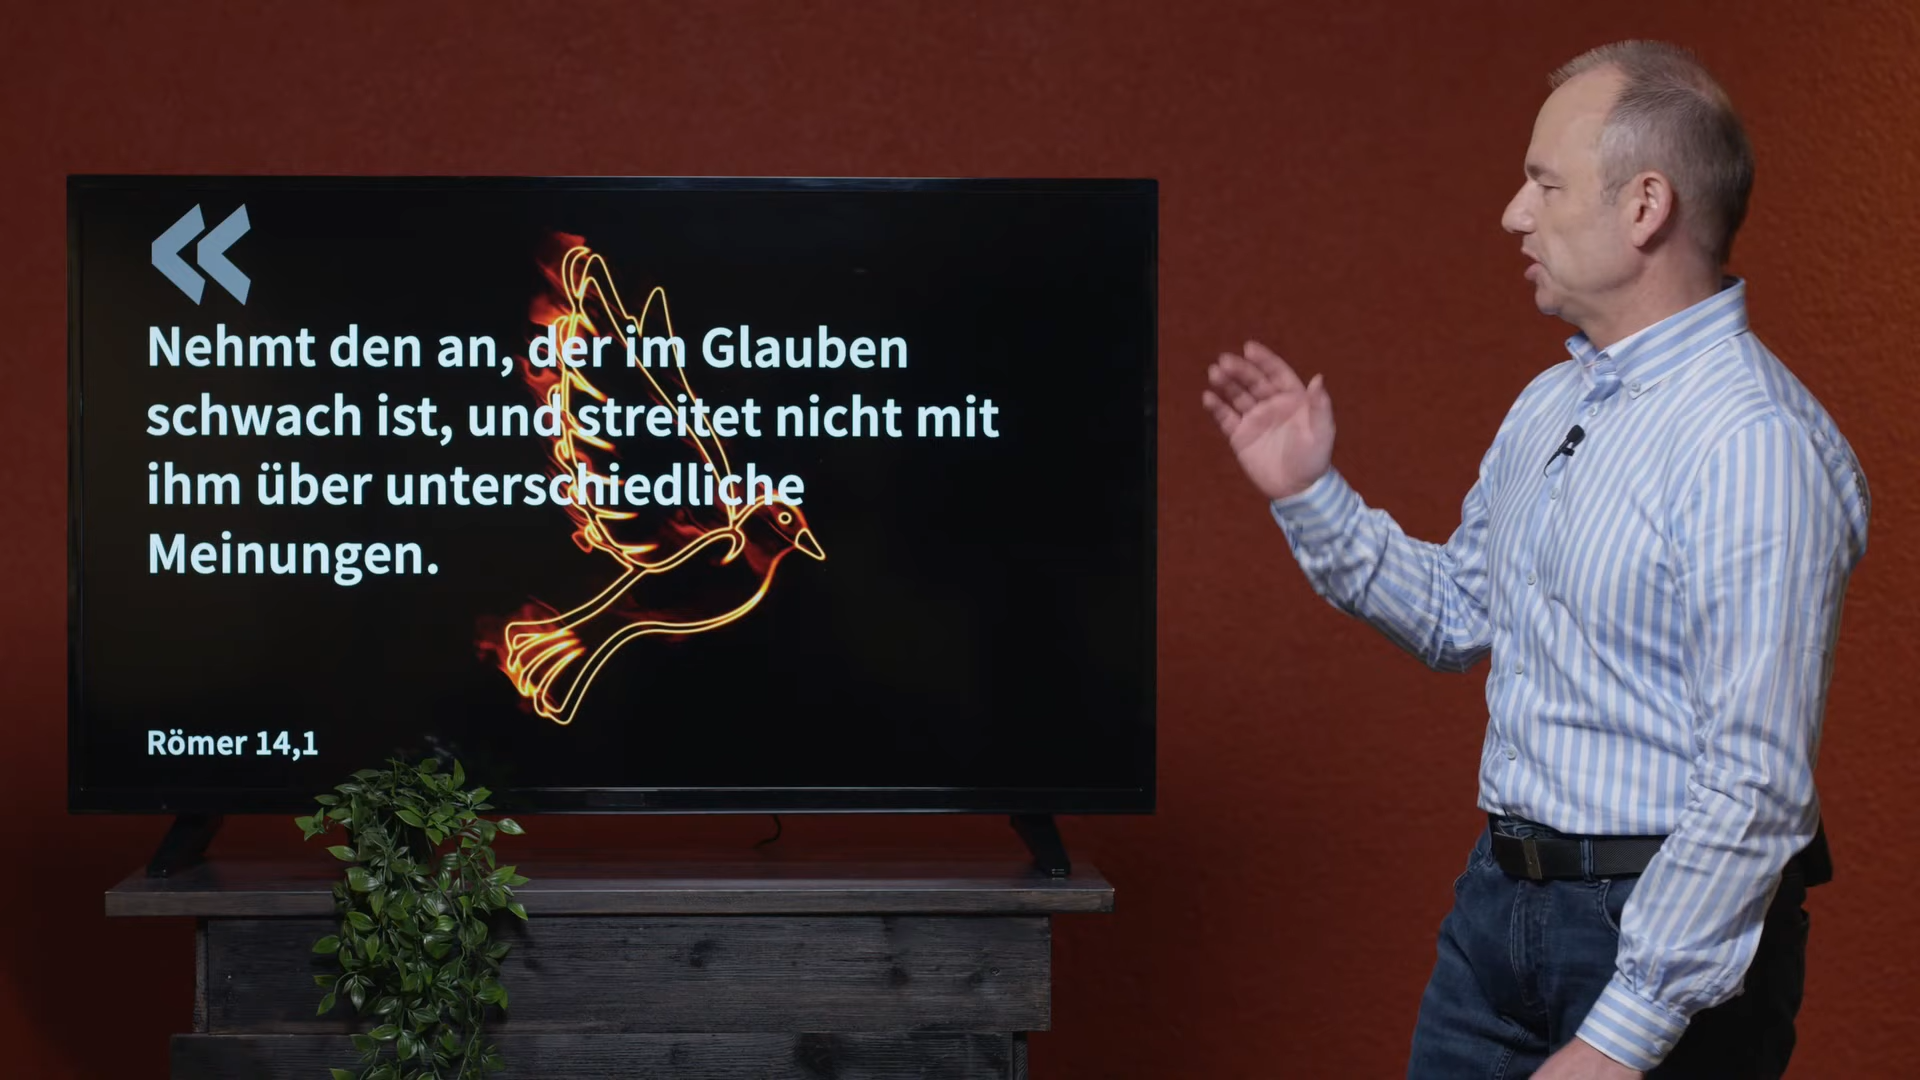 «
Nehmt den an, der im Glauben
schwach ist, und streitet nicht mit
ihm über unterschiedliche
Meinungen.
Römer 14,1